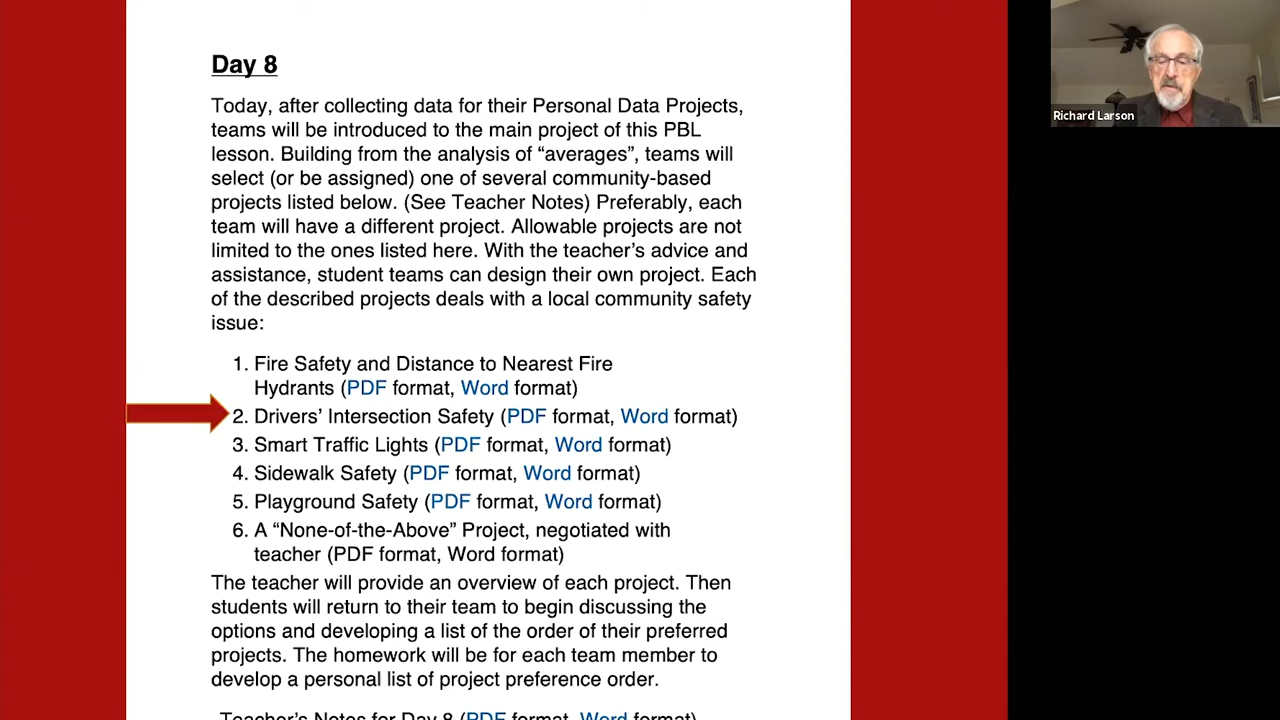 Day 8
Today, after collecting data for their Personal Data Projects,
teams will be introduced to the main project of this PBL
lesson. Building from the analysis of “averages”, teams will
select (or be assigned) one of several community-based
projects listed below. (See Teacher Notes) Preferably, each
team will have a different project. Allowable projects are not
limited to the ones listed here. With the teacher’s advice and
assistance, student teams can design their own project. Each
of the described projects deals with a local community safety
issue:
1. Fire Safety and Distance to Nearest Fire
Hydrants (PDF format, Word format)
2. Drivers’ Intersection Safety (PDF format, Word format)
3. Smart Traffic Lights (PDF format, Word format)
4. Sidewalk Safety (PDF format, Word format)
5. Playground Safety (PDF format, Word format)
6. A “None-of-the-Above” Project, negotiated with
teacher (PDF format, Word format)
The teacher will provide an overview of each project. Then
students will return to their team to begin discussing the
options and developing a list of the order of their preferred
projects. The homework will be for each team member to
develop a personal list of project preference order.
Teacher’s Notes for Day 8 (PDF format, Word format)
Richard Larson